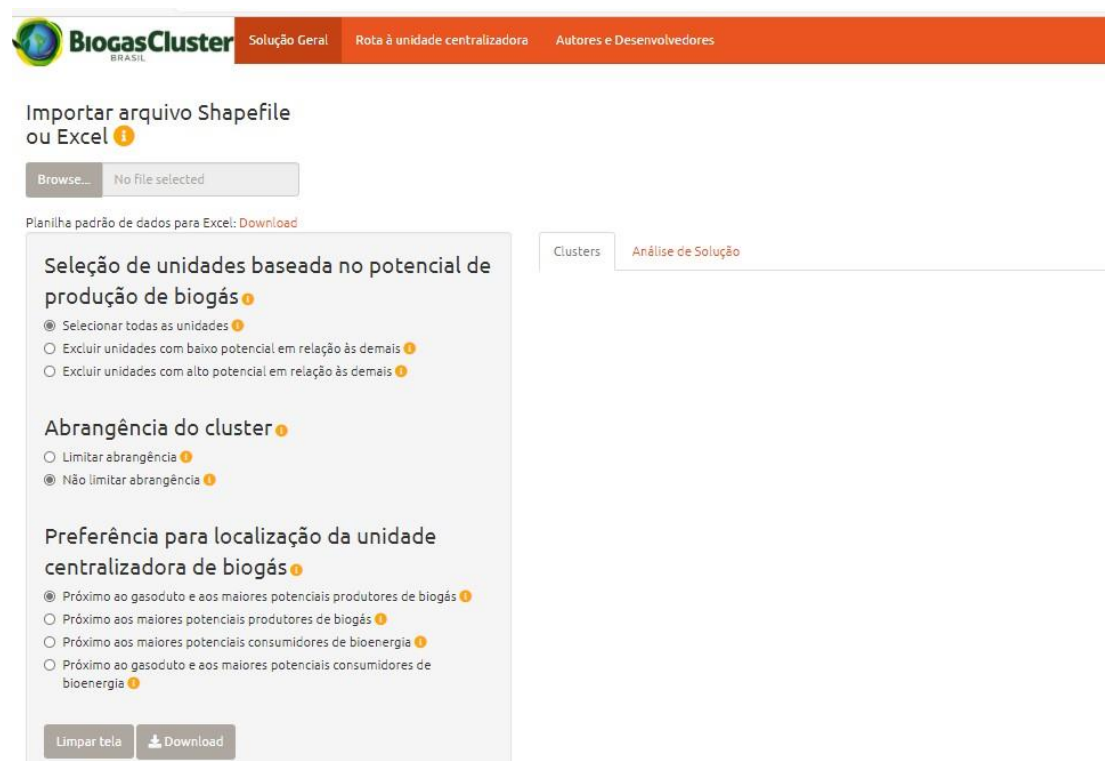 BiogasCluster
BRASIL
Solução Geral
Rota à unidade centralizadora
Autores e Desenvolvedores
Importar arquivo Shapefile
ou Excel
Browse...
No file selected
Planilha padrão de dados para Excel: Download
Seleção de unidades baseada no potencial de
produção de biogás
Selecionar todas as unidades
Excluir unidades com baixo potencial em relação às demais
Excluir unidades com alto potencial em relação às demais
Abrangência do cluster
Limitar abrangência
Não limitar abrangência
Preferência para localização da unidade
centralizadora de biogás
Próximo ao gasoduto e aos maiores potenciais produtores de biogás
Próximo aos maiores potenciais produtores de biogás
Próximo aos maiores potenciais consumidores de bioenergia
Próximo ao gasoduto e aos maiores potenciais consumidores de
bioenergia
Limpar tela
Download
Clusters
Análise de Solução